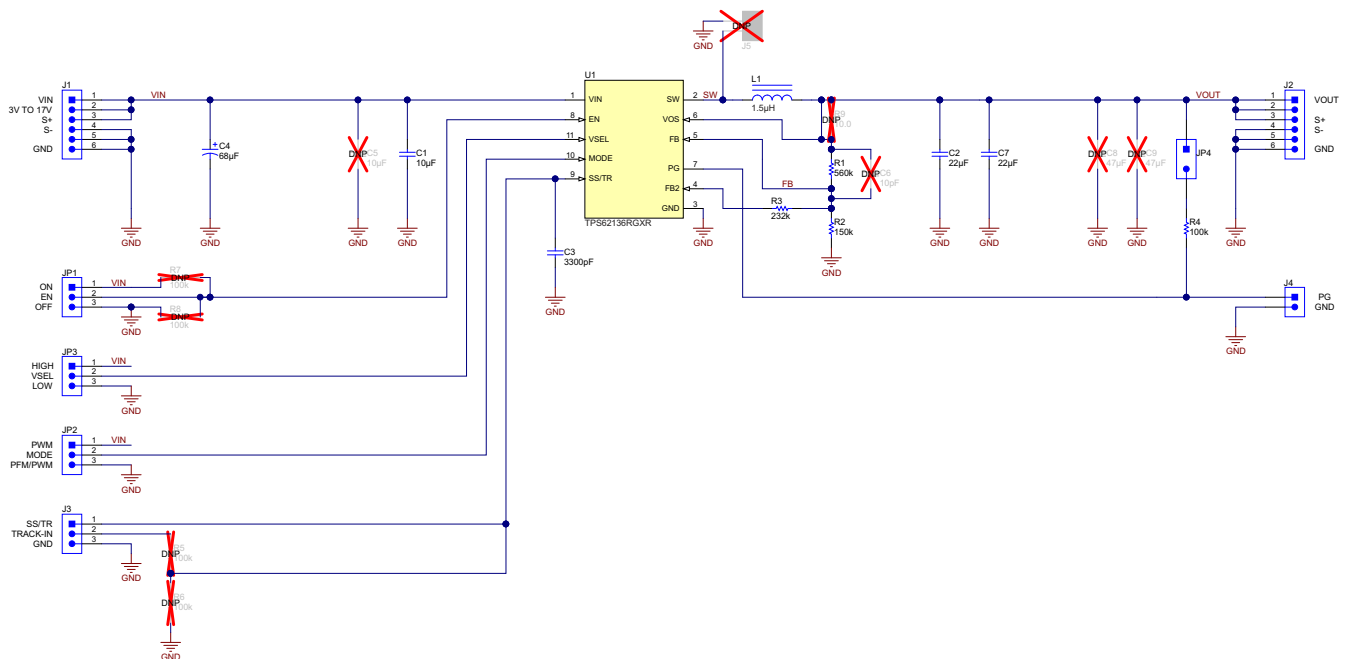 DNP
J5
GND
J1
VIN
3V TO 17V
S+
S-
GND
1
2
3
4
5
6
VIN
GND
C4
68µF
+
GND
DNP
C5
10µF
GND
C1
10µF
GND
U1
VIN
EN
VSEL
MODE
SS/TR
1
8
11
10
9
SW
VOS
FB
PG
FB2
GND
2
6
5
7
4
3
TPS62136RGXR
SW
GND
L1
1.5µH
DNP
R9
0.0
R1
560k
DNP
C6
10pF
FB
R3
232k
R2
150k
GND
C2
22µF
GND
C7
22µF
GND
DNP
C8
47µF
GND
DNP
C9
47µF
GND
VOUT
JP4
R4
100k
J2
1
2
3
4
5
6
VOUT
S+
S-
GND
GND
C3
3300pF
GND
JP1
ON
EN
OFF
1
2
3
VIN
R7
DNP
100k
R8
DNP
100k
GND
J4
1
2
PG
GND
GND
JP3
HIGH
VSEL
LOW
1
2
3
VIN
GND
JP2
PWM
MODE
PFM/PWM
1
2
3
VIN
GND
J3
SS/TR
TRACK-IN
GND
1
2
3
GND
R5
DNP
100k
R6
DNP
100k
GND